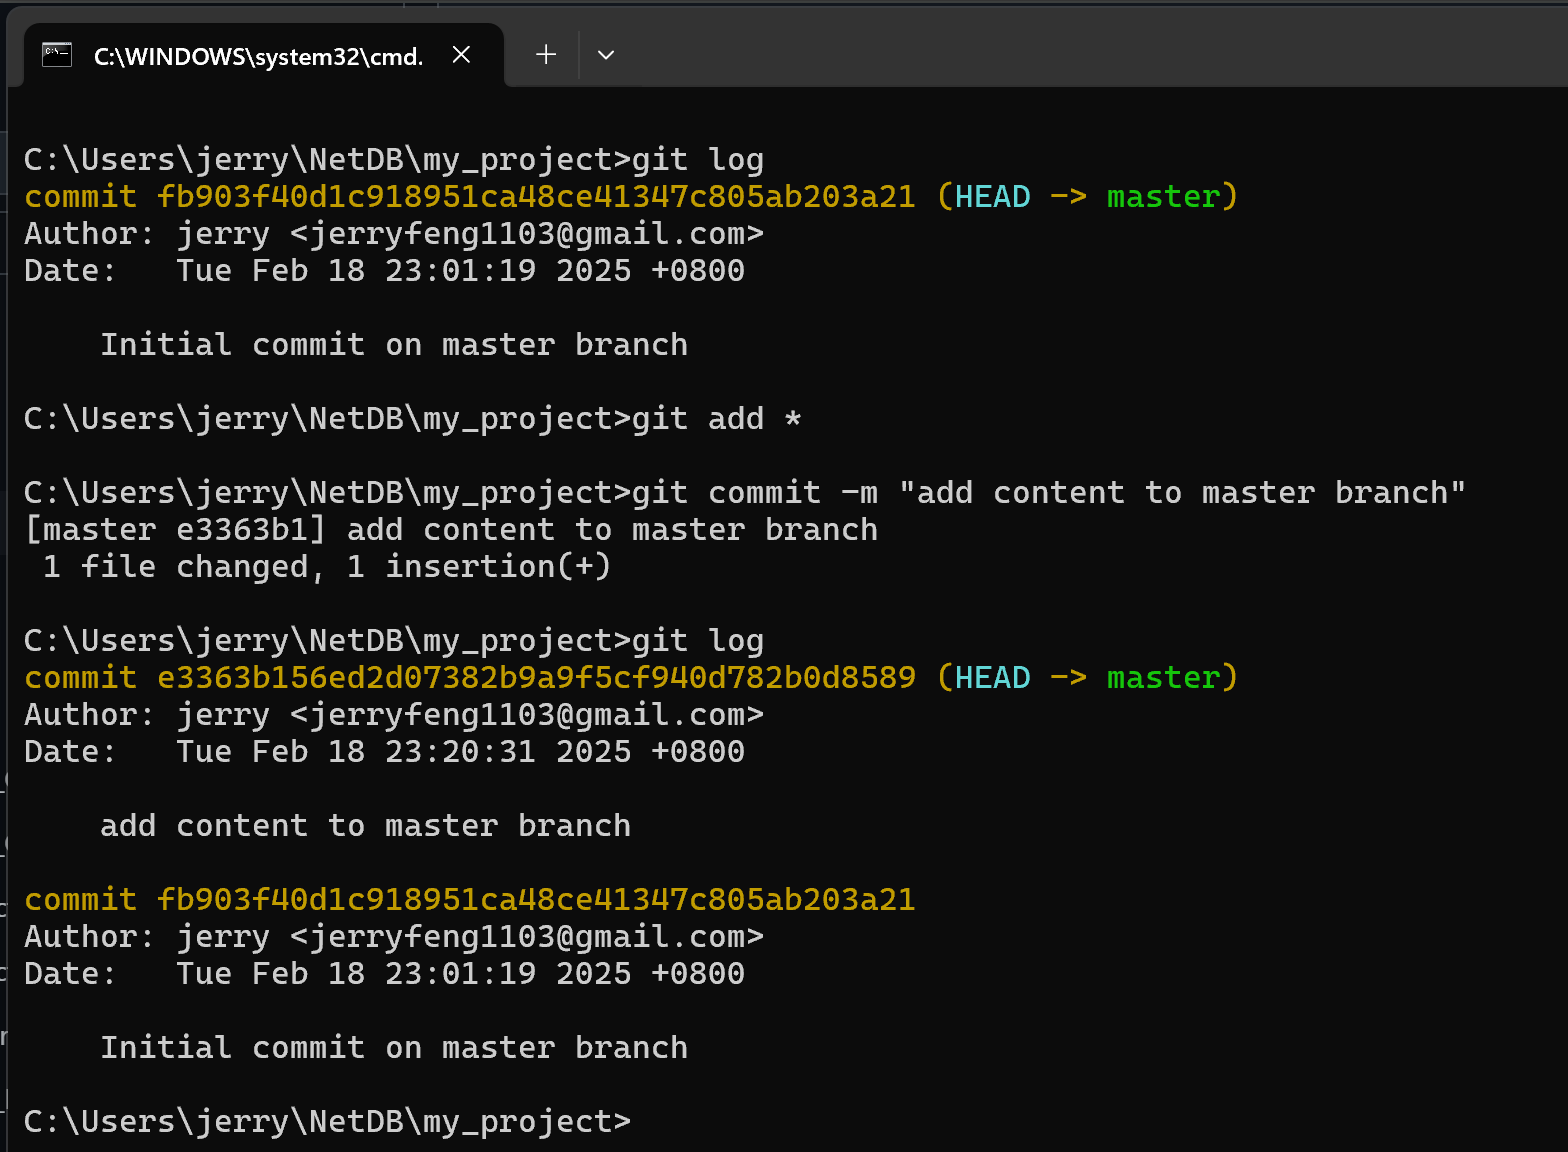 C:\WINDOWS\system32\cmd.
C:\Users\jerry\NetDB\my_project>git log
commit fb903f40d1c918951ca48ce41347c805ab203a21 (HEAD -> master)
Author: jerry <jerryfeng1103@gmail.com>
Date:   Tue Feb 18 23:01:19 2025 +0800
    Initial commit on master branch
C:\Users\jerry\NetDB\my_project>git add *
C:\Users\jerry\NetDB\my_project>git commit -m "add content to master branch"
[master e3363b1] add content to master branch
 1 file changed, 1 insertion(+)
C:\Users\jerry\NetDB\my_project>git log
commit e3363b156ed2d07382b9a9f5cf940d782b0d8589 (HEAD -> master)
Author: jerry <jerryfeng1103@gmail.com>
Date:   Tue Feb 18 23:20:31 2025 +0800
    add content to master branch
commit fb903f40d1c918951ca48ce41347c805ab203a21
Author: jerry <jerryfeng1103@gmail.com>
Date:   Tue Feb 18 23:01:19 2025 +0800
    Initial commit on master branch
C:\Users\jerry\NetDB\my_project>